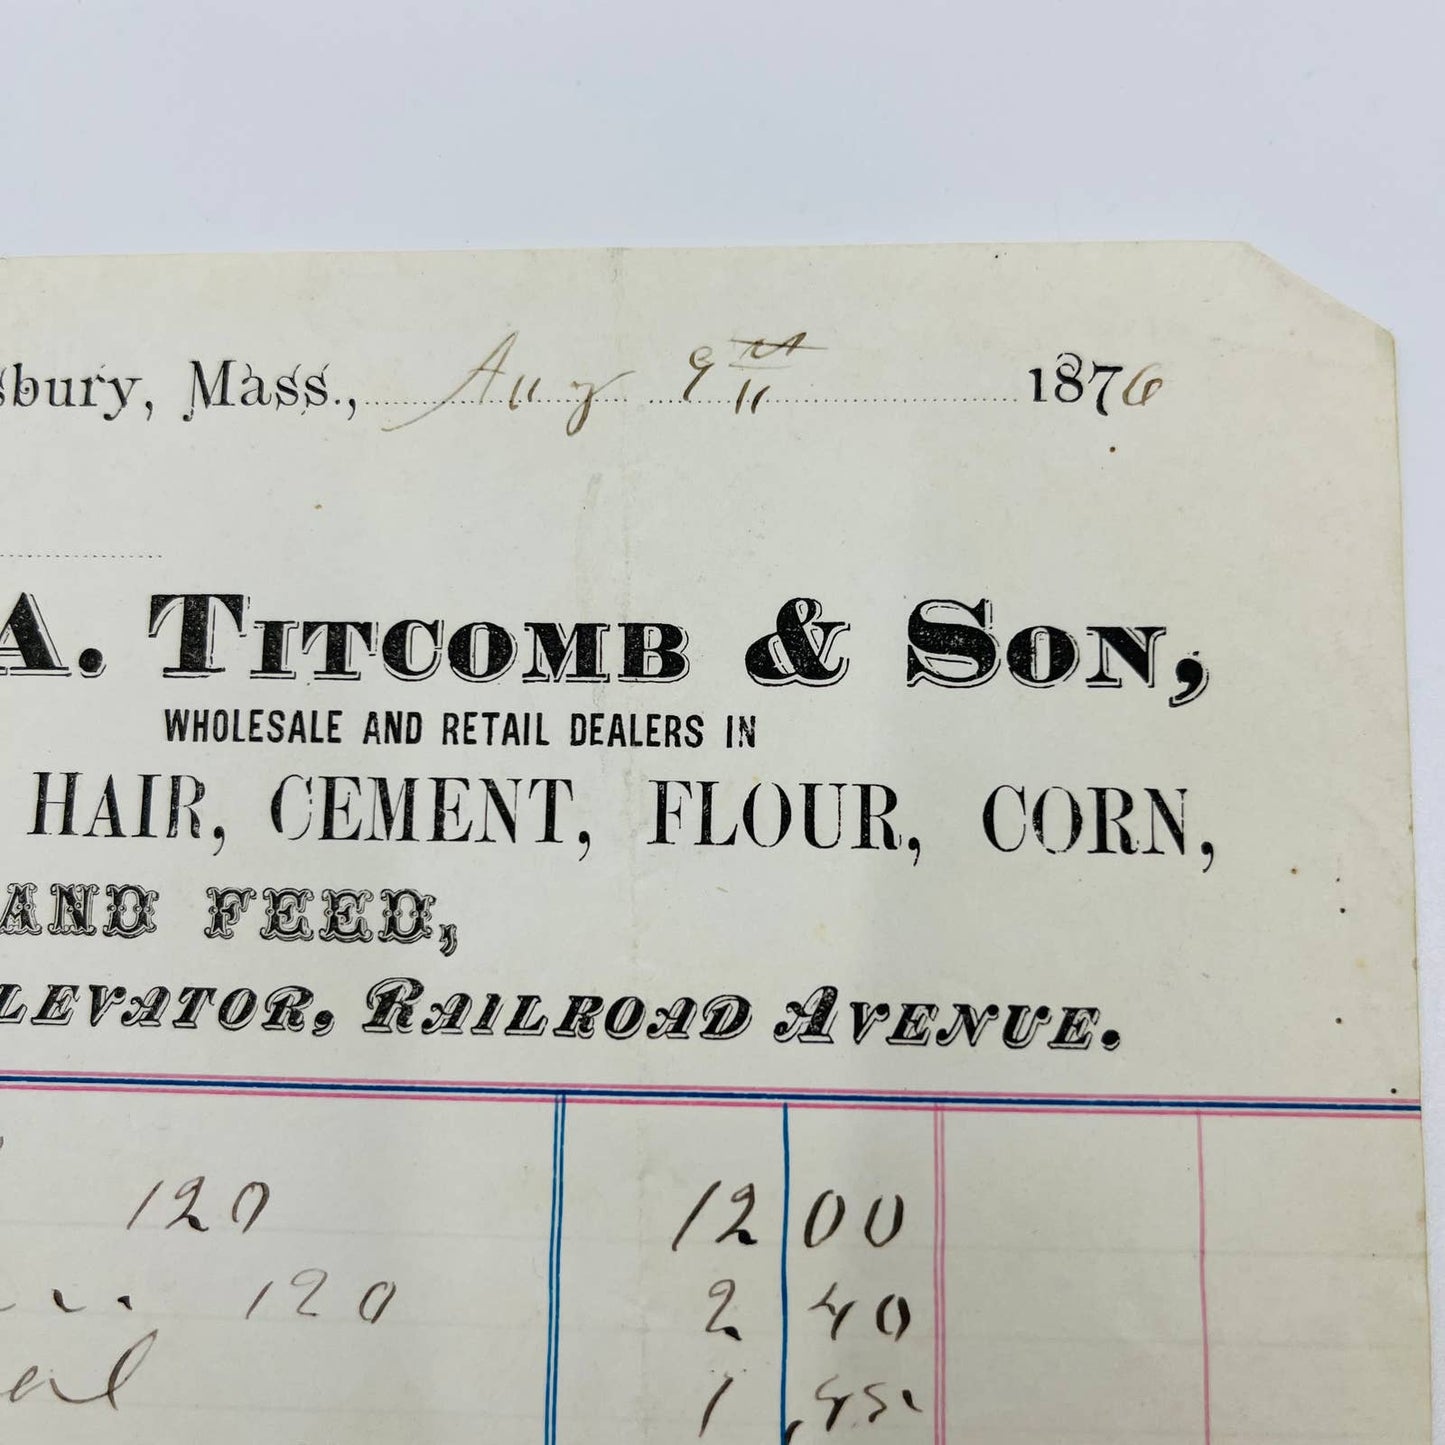 sbury, Mass., Aug 9th 1876
A. TITCOMB & SON,
WHOLESALE AND RETAIL DEALERS IN
HAIR, CEMENT, FLOUR, CORN,
AND FEED,
LEVATOR, RAILROAD AVENUE.
120 12 00
120 2 40
1